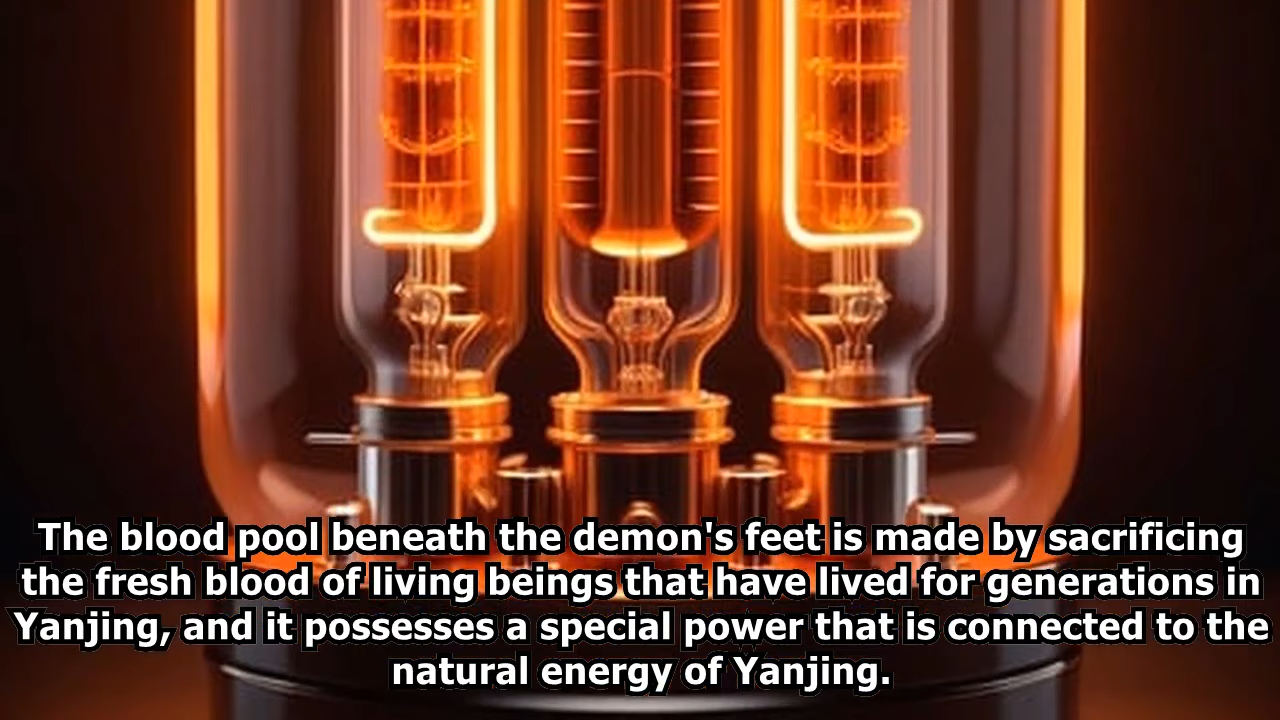 The blood pool beneath the demon's feet is made by sacrificing
the fresh blood of living beings that have lived for generations in
Yanjing, and it possesses a special power that is connected to the
natural energy of Yanjing.